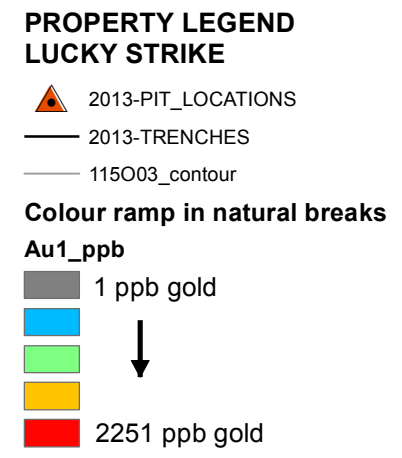 PROPERTY LEGEND
LUCKY STRIKE
2013-PIT_LOCATIONS
2013-TRENCHES
115O03_contour
Colour ramp in natural breaks
Au1_ppb
1 ppb gold
2251 ppb gold